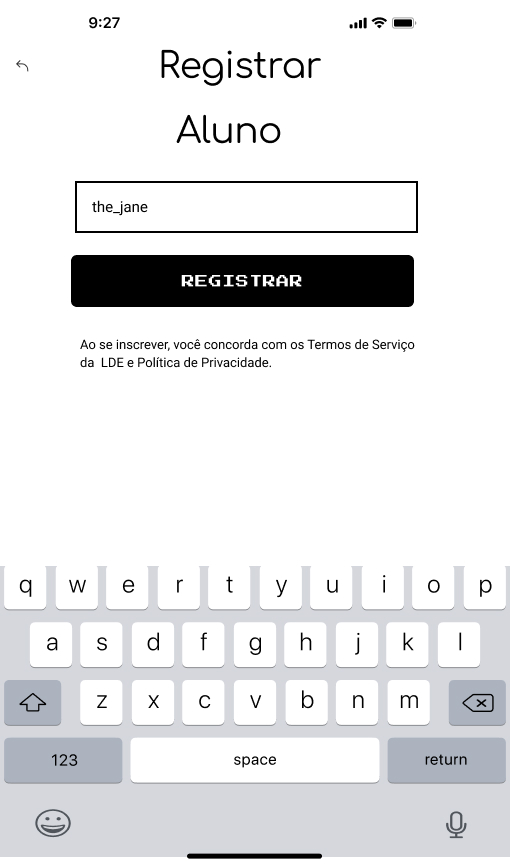 9:27
Registrar
Aluno
the_jane
REGISTRAR
Ao se inscrever, você concorda com os Termos de Serviço
da  LDE e Política de Privacidade.
q w e r t y u i o p
a s d f g h j k l
z x c v b n m
123 space return